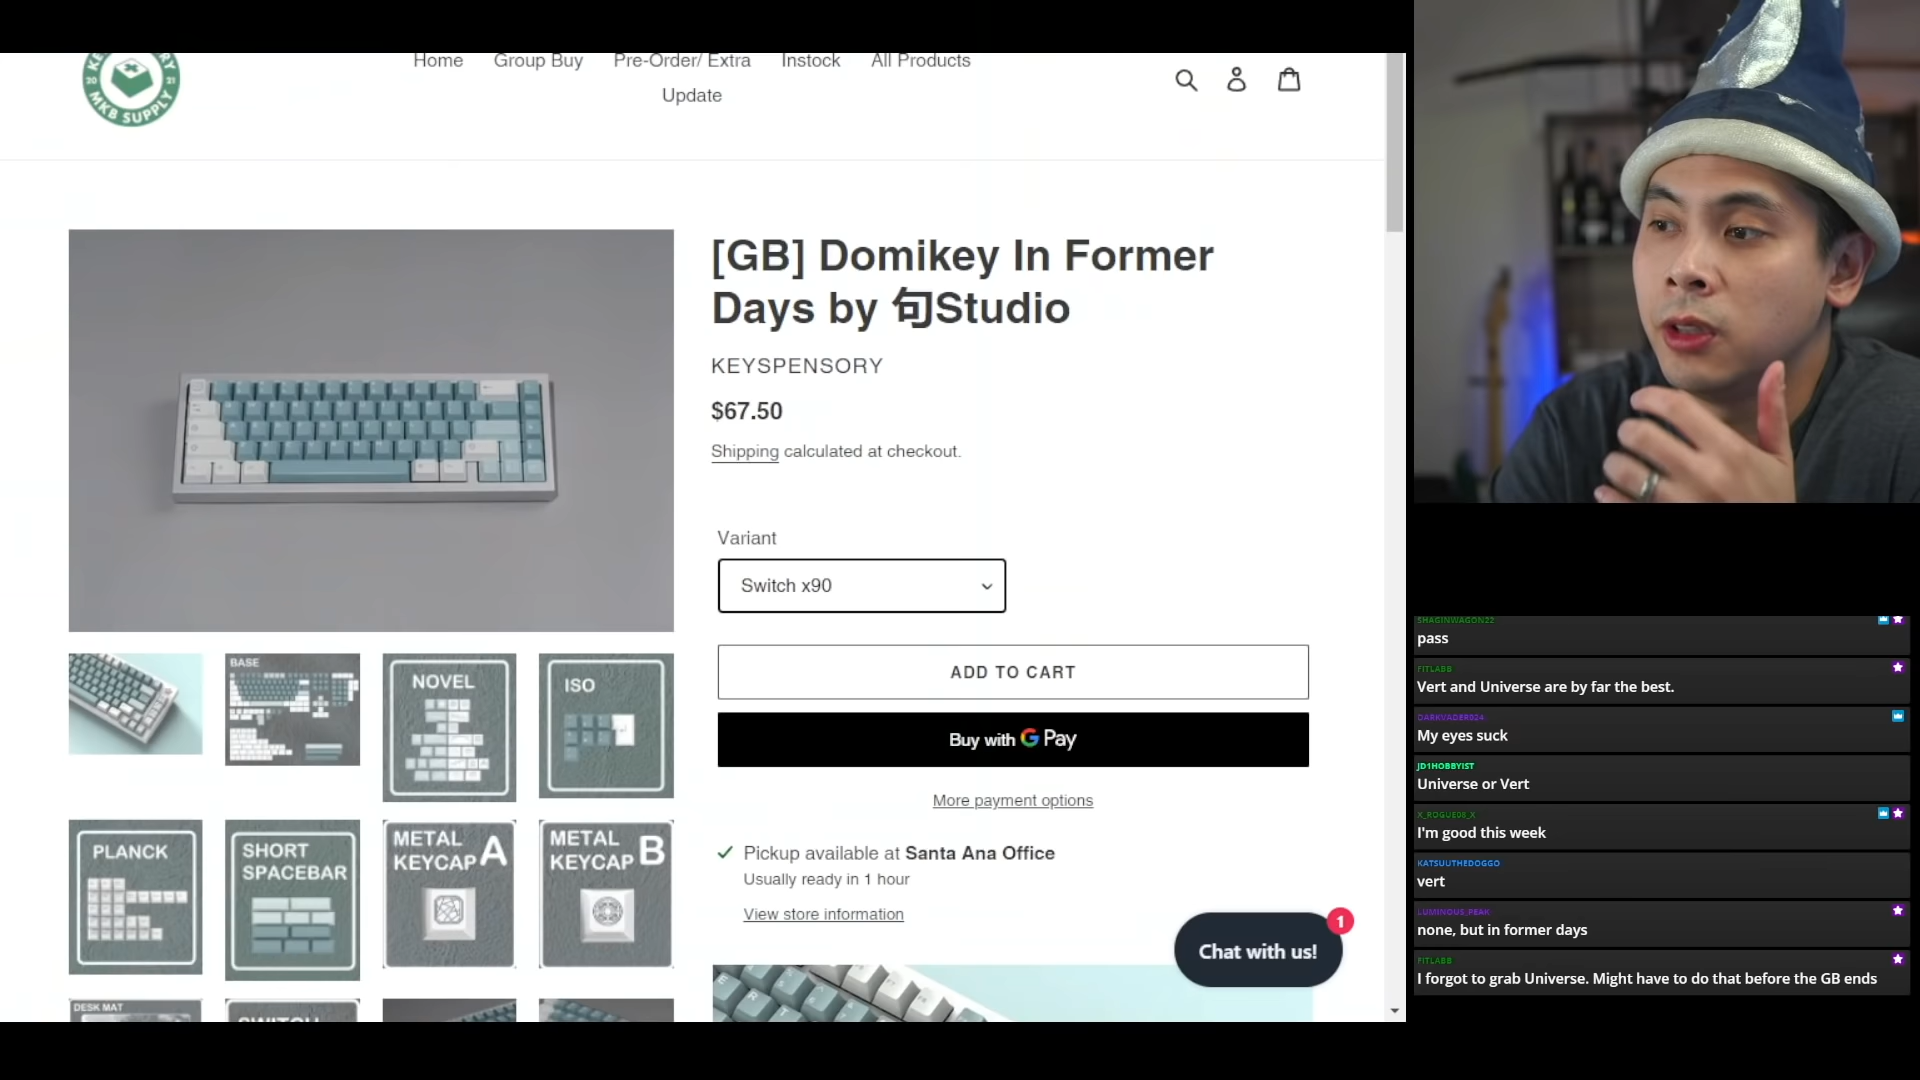 Home
Group Buy
Pre-Order/ Extra
Instock
All Products
Update
20
21
MKB SUPPLY
[GB] Domikey In Former
Days by 句Studio
KEYSPENSORY
$67.50
Shipping calculated at checkout.
Variant
Switch x90
ADD TO CART
Buy with G Pay
More payment options
Pickup available at Santa Ana Office
Usually ready in 1 hour
View store information
Chat with us!
1
BASE
NOVEL
ISO
PLANCK
SHORT
SPACEBAR
METAL
KEYCAP A
METAL
KEYCAP B
DESK MAT
SWITCH
SHAGINWAGON22
pass
FITLABB
Vert and Universe are by far the best.
DARKVADER024
My eyes suck
JD1HOBBYIST
Universe or Vert
X_ROGUE08_X
I'm good this week
KATSUUTHEDOGGO
vert
LUMINOUS_PEAK
none, but in former days
FITLABB
I forgot to grab Universe. Might have to do that before the GB ends